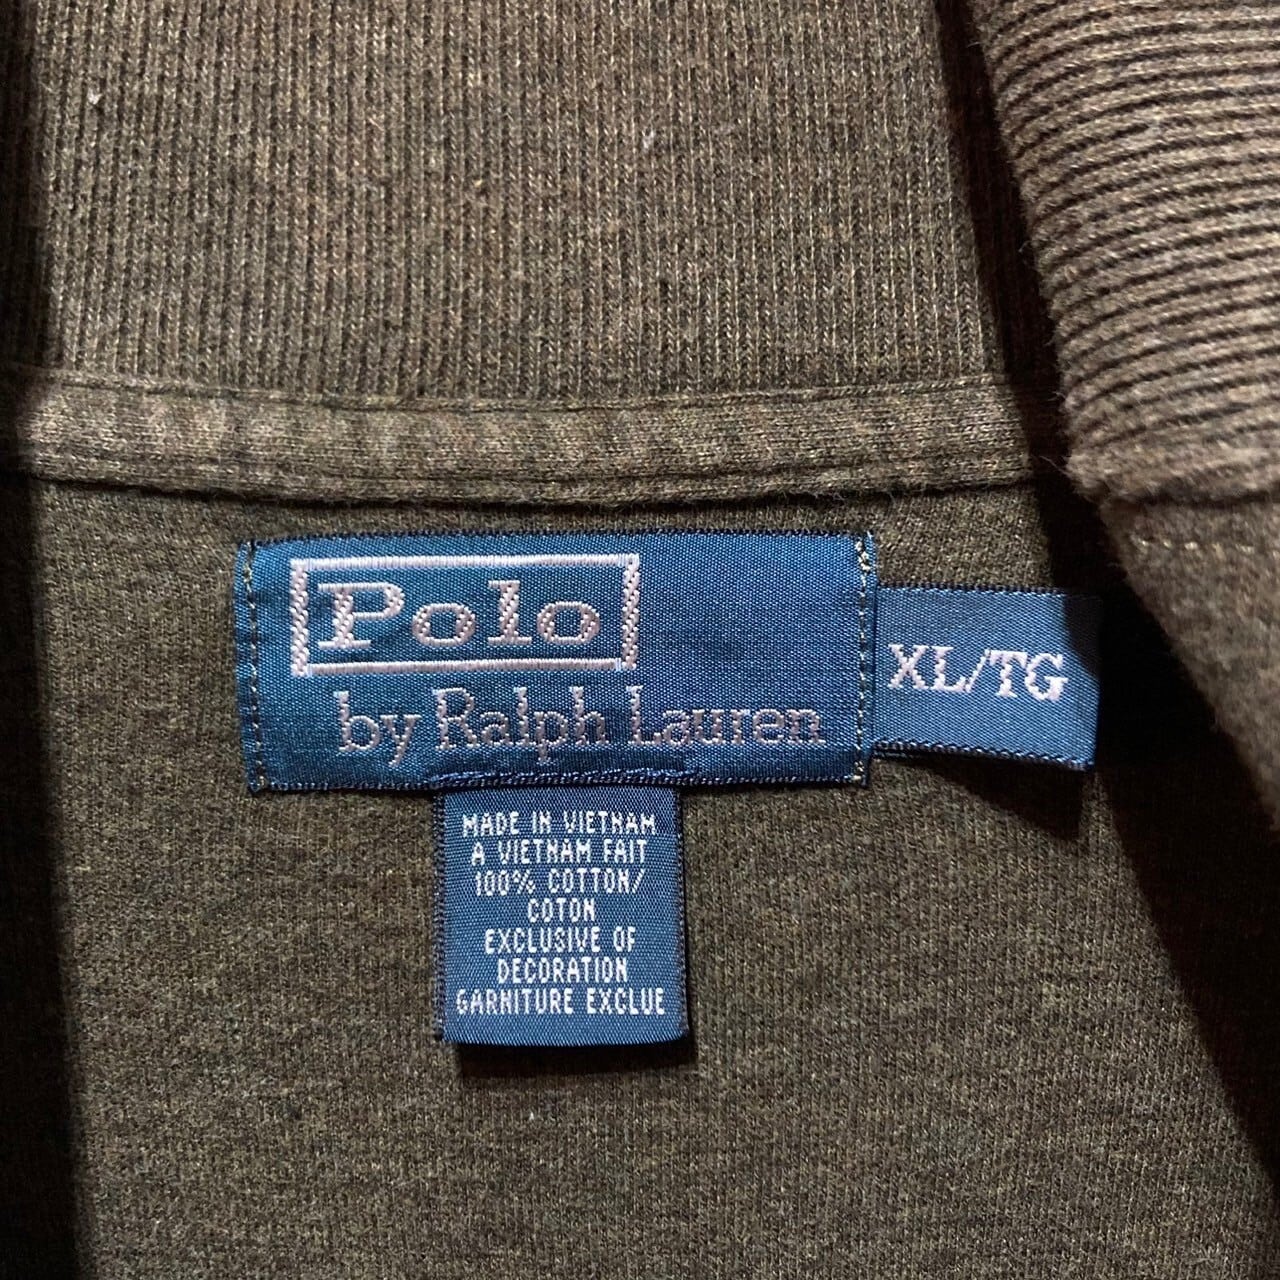 Polo
by Ralph Lauren
XL/TG
MADE IN VIETNAM
A VIETNAM FAIT
100% COTTON/
COTON
EXCLUSIVE OF
DECORATION
GARNITURE EXCLUE